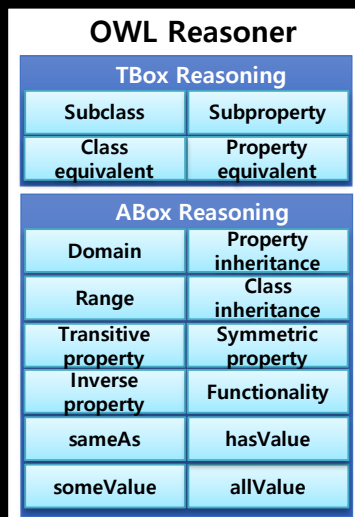 OWL Reasoner
TBox Reasoning
Subclass
Subproperty
Class
equivalent
Property
equivalent
ABox Reasoning
Domain
Property
inheritance
Range
Class
inheritance
Transitive
property
Symmetric
property
Inverse
property
Functionality
sameAs
hasValue
someValue
allValue